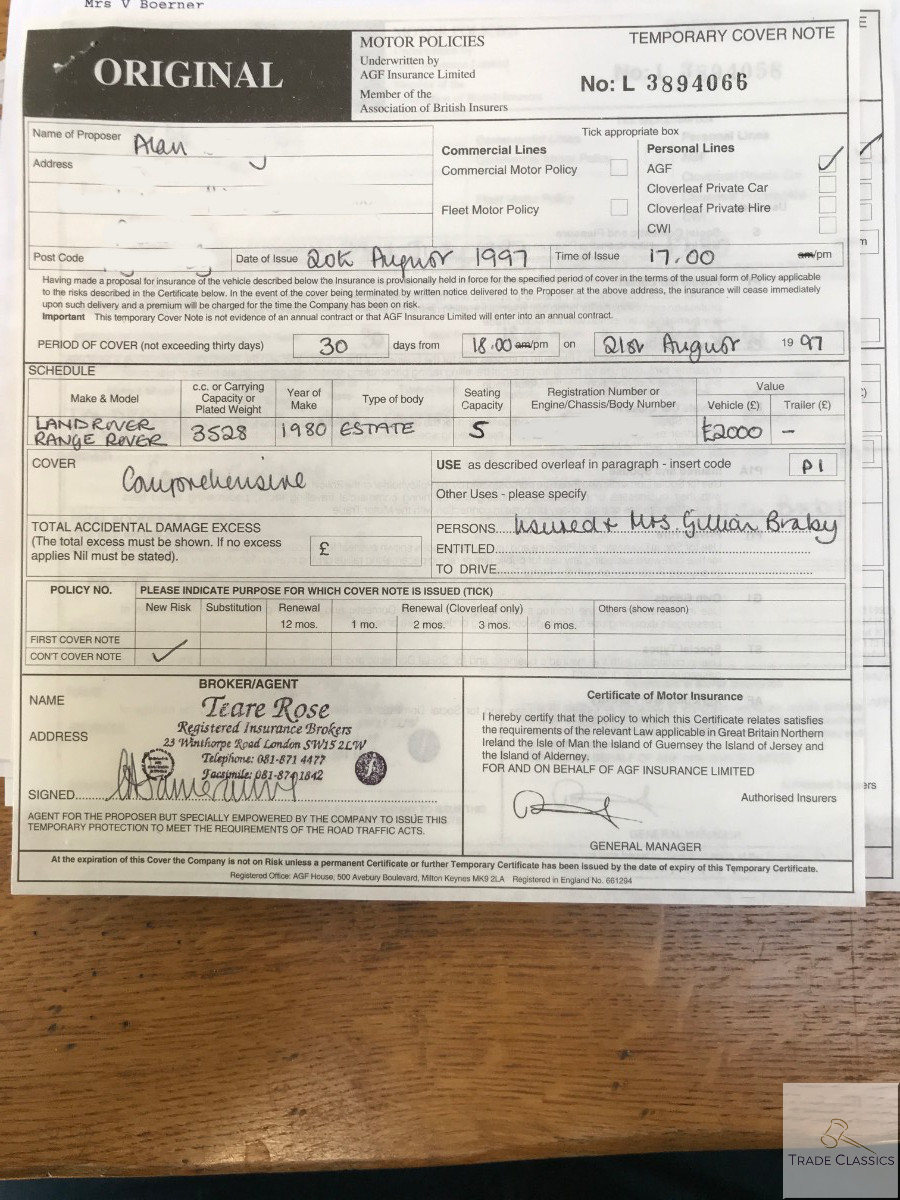 Mrs V Boerner
ORIGINAL
MOTOR POLICIES
Underwritten by
AGF Insurance Limited
Member of the
Association of British Insurers
TEMPORARY COVER NOTE
No: L 3894066
Name of Proposer Alan
Address
Tick appropriate box
Commercial Lines
Commercial Motor Policy
Fleet Motor Policy
Personal Lines
AGF
Cloverleaf Private Car
Cloverleaf Private Hire
CWI
Post Code
Date of Issue 20th August 1997
Time of Issue 17.00 am/pm
Having made a proposal for insurance of the vehicle described below the Insurance is provisionally held in force for the specified period of cover in the terms of the usual form of Policy applicable
to the risks described in the Certificate below. In the event of the cover being terminated by written notice delivered to the Proposer at the above address, the insurance will cease immediately
upon such delivery and a premium will be charged for the time the Company has been on risk.
Important This temporary Cover Note is not evidence of an annual contract or that AGF Insurance Limited will enter into an annual contract.
PERIOD OF COVER (not exceeding thirty days) 30 days from 18.00 am/pm on 21st August 1997
SCHEDULE
Make & Model
c.c. or Carrying
Capacity or
Plated Weight
Year of
Make
Type of body
Seating
Capacity
Registration Number or
Engine/Chassis/Body Number
Value
Vehicle (£) Trailer (£)
LANDROVER
RANGE ROVER 3528 1980 ESTATE 5 £2000 -
COVER
Comprehensive
USE as described overleaf in paragraph - insert code P1
Other Uses - please specify
TOTAL ACCIDENTAL DAMAGE EXCESS
(The total excess must be shown. If no excess
applies Nil must be stated). £
PERSONS Insured & Mrs. Gillian Braby
ENTITLED
TO DRIVE
POLICY NO.
PLEASE INDICATE PURPOSE FOR WHICH COVER NOTE IS ISSUED (TICK)
New Risk Substitution Renewal Renewal (Cloverleaf only) Others (show reason)
12 mos. 1 mo. 2 mos. 3 mos. 6 mos.
FIRST COVER NOTE
CON'T COVER NOTE
BROKER/AGENT
NAME
Teare Rose
Registered Insurance Brokers
ADDRESS
23 Winthorpe Road London SW15 2LW
Telephone: 081-871 4477
Facsimile: 081-874 1842
SIGNED
AGENT FOR THE PROPOSER BUT SPECIALLY EMPOWERED BY THE COMPANY TO ISSUE THIS
TEMPORARY PROTECTION TO MEET THE REQUIREMENTS OF THE ROAD TRAFFIC ACTS.
Certificate of Motor Insurance
I hereby certify that the policy to which this Certificate relates satisfies
the requirements of the relevant Law applicable in Great Britain Northern
Ireland the Isle of Man the Island of Guernsey the Island of Jersey and
the Island of Alderney.
FOR AND ON BEHALF OF AGF INSURANCE LIMITED
Authorised Insurers
GENERAL MANAGER
At the expiration of this Cover the Company is not on Risk unless a permanent Certificate or further Temporary Certificate has been issued by the date of expiry of this Temporary Certificate.
Registered Office: AGF House, 500 Avebury Boulevard, Milton Keynes MK9 2LA Registered in England No. 661294
TRADE CLASSICS